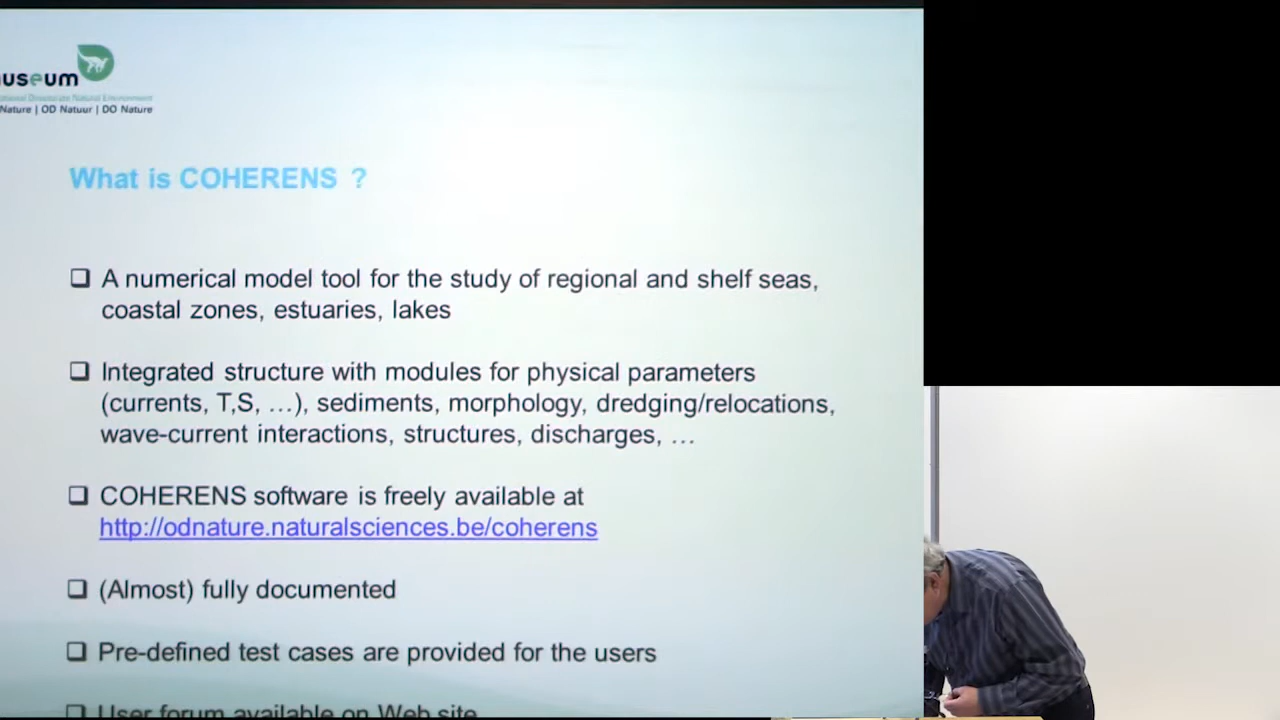 useum
Nature | OD Natuur | DO Nature
What is COHERENS ?
❑ A numerical model tool for the study of regional and shelf seas,
coastal zones, estuaries, lakes
❑ Integrated structure with modules for physical parameters
(currents, T,S, …), sediments, morphology, dredging/relocations,
wave-current interactions, structures, discharges, …
❑ COHERENS software is freely available at
http://odnature.naturalsciences.be/coherens
❑ (Almost) fully documented
❑ Pre-defined test cases are provided for the users
❑ User forum available on Web site